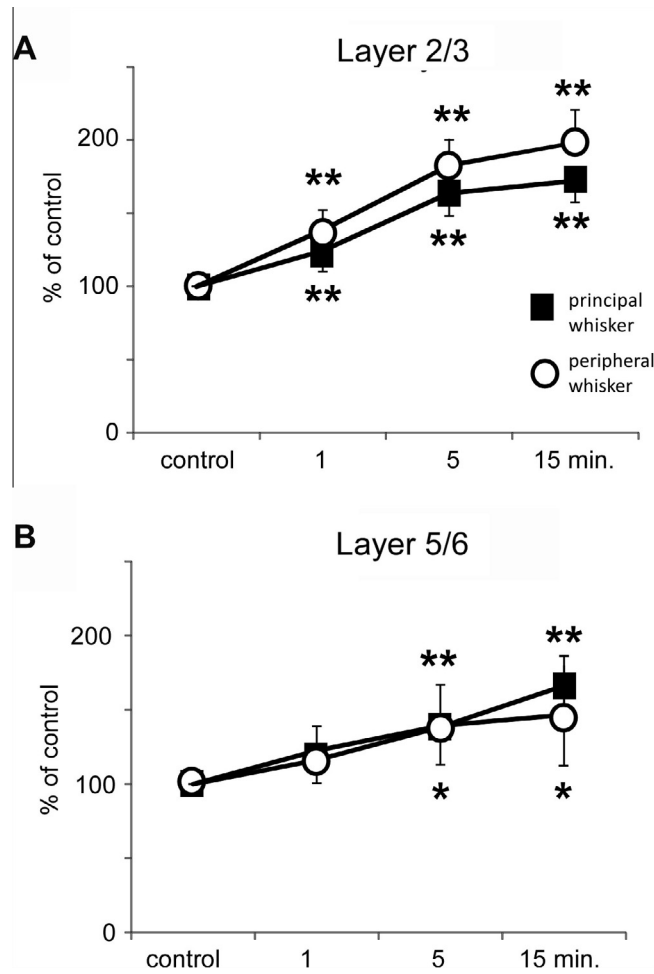 A
Layer 2/3
% of control
200
100
0
** ** **
** ** **
principal
whisker
peripheral
whisker
control 1 5 15 min.
B
Layer 5/6
% of control
200
100
0
** **
* *
control 1 5 15 min.